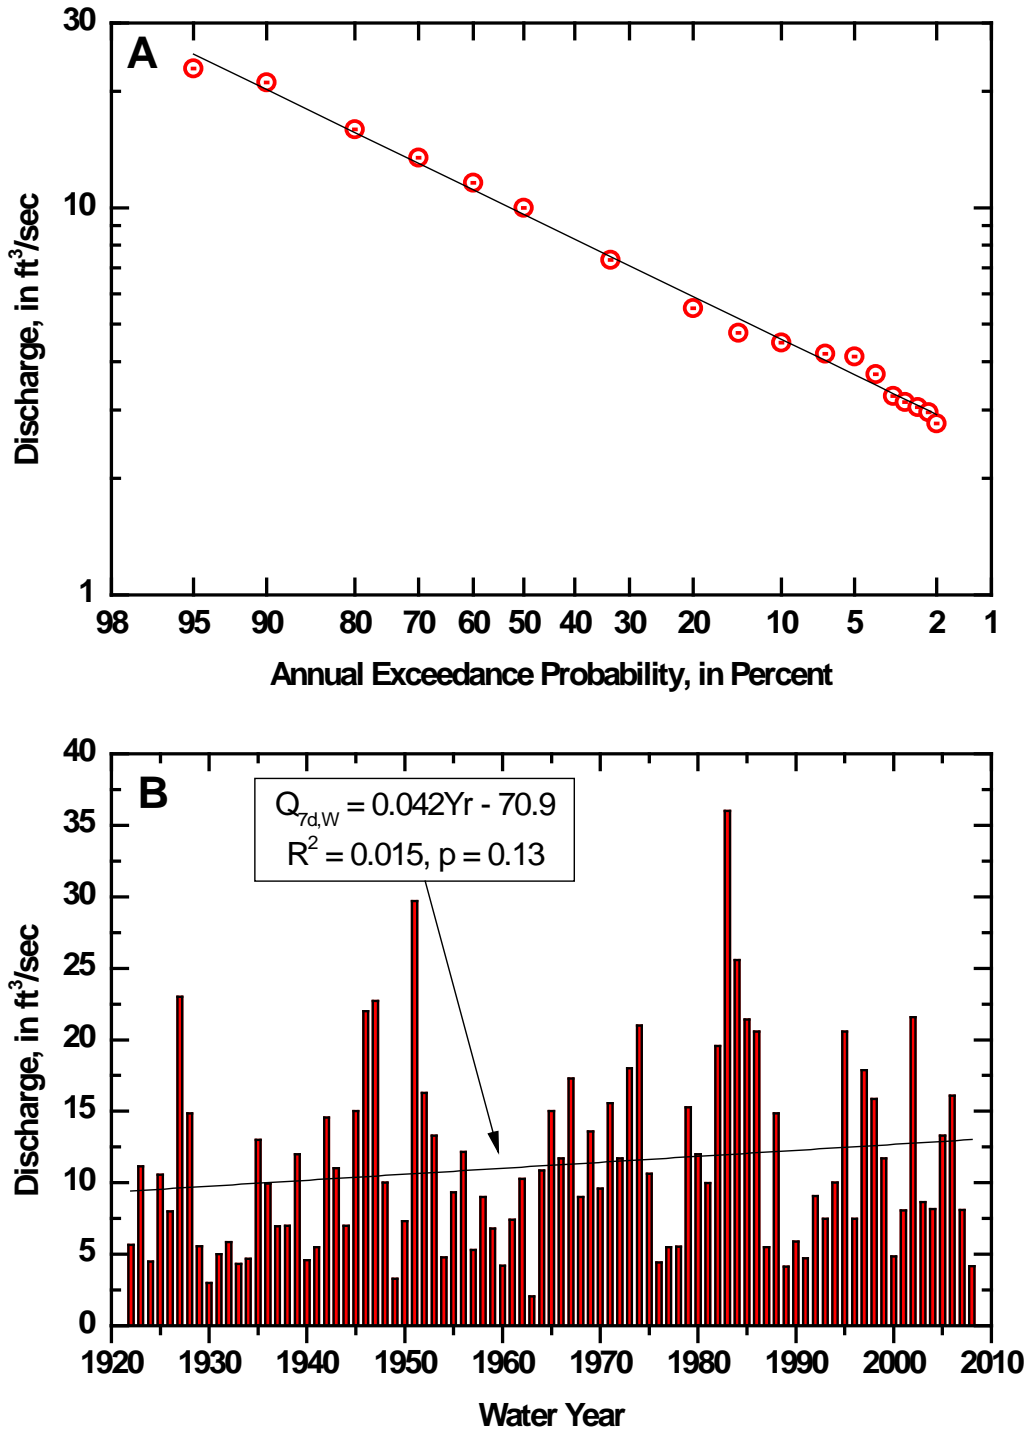 A
30
10
1
Discharge, in ft³/sec
98 95 90 80 70 60 50 40 30 20 10 5 2 1
Annual Exceedance Probability, in Percent
B
Q7d,W = 0.042Yr - 70.9
R² = 0.015, p = 0.13
40
35
30
25
20
15
10
5
0
Discharge, in ft³/sec
1920 1930 1940 1950 1960 1970 1980 1990 2000 2010
Water Year